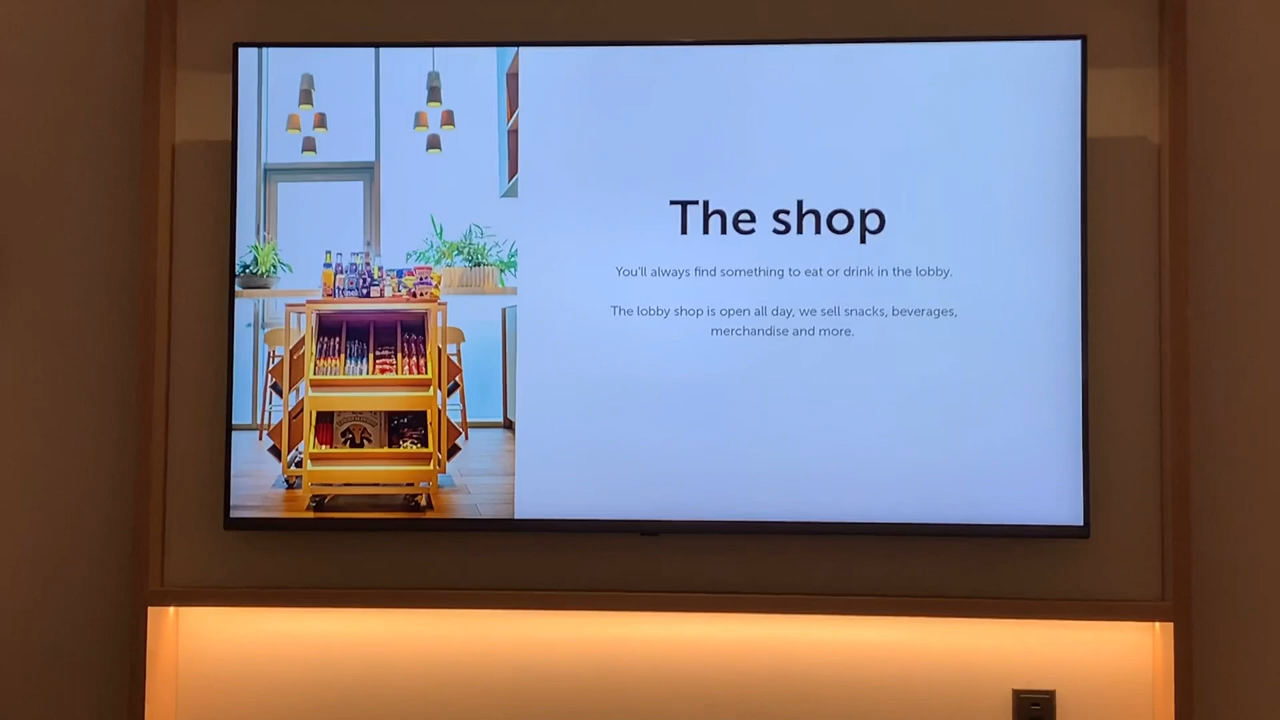 The shop
You'll always find something to eat or drink in the lobby.
The lobby shop is open all day, we sell snacks, beverages,
merchandise and more.